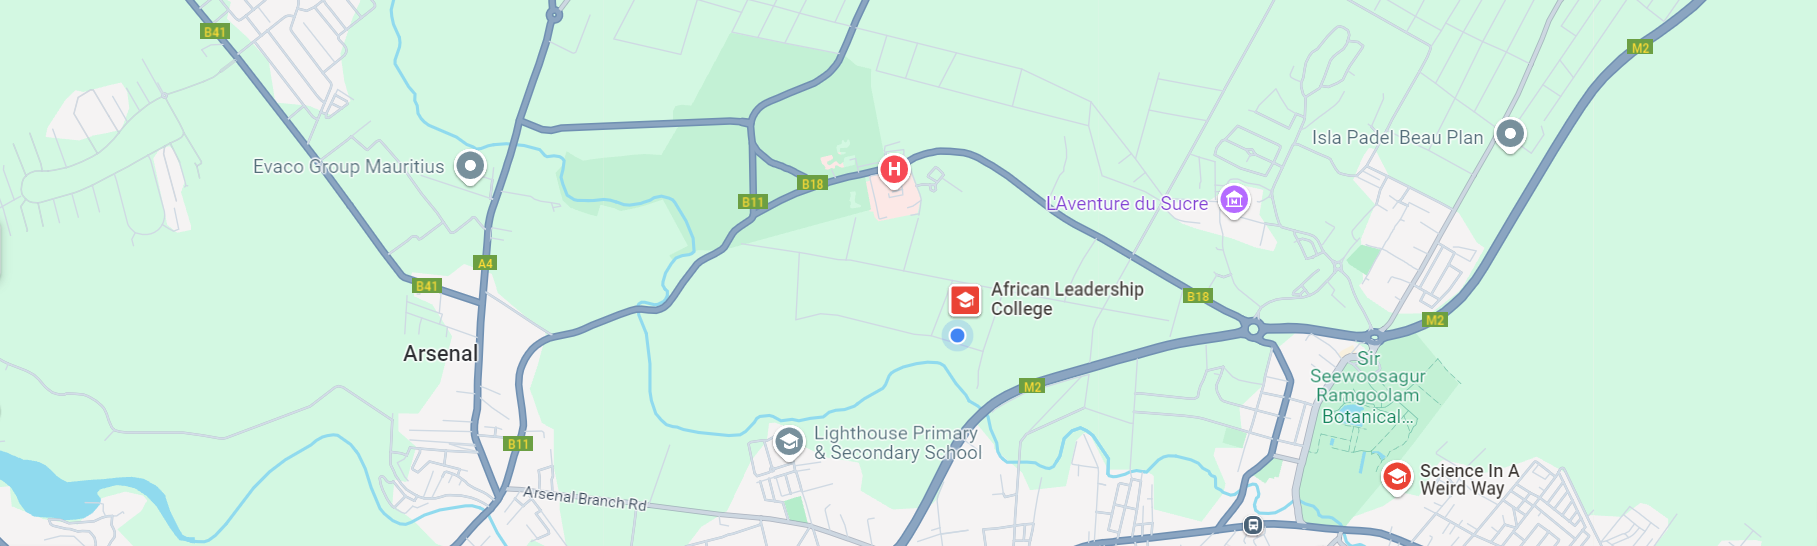 B41
M2
Isla Padel Beau Plan
Evaco Group Mauritius
H
B18
B11
L'Aventure du Sucre
A4
B41
African Leadership
College
B18
M2
Arsenal
Sir
Seewoosagur
Ramgoolam
Botanical...
M2
B11
Lighthouse Primary
& Secondary School
Science In A
Weird Way
Arsenal Branch Rd